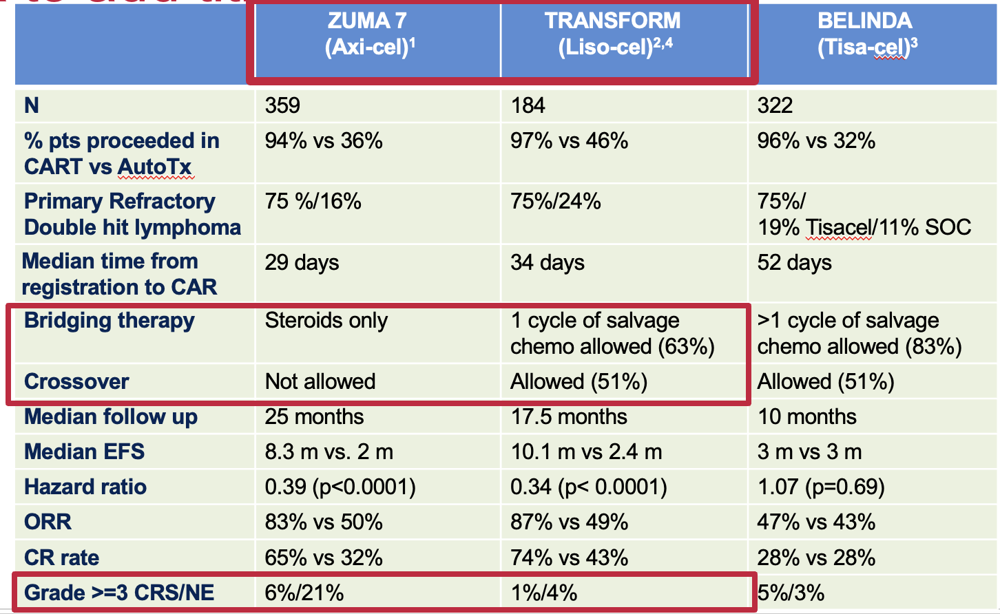 ZUMA 7
(Axi-cel)1
TRANSFORM
(Liso-cel)2,4
BELINDA
(Tisa-cel)3
N
359
184
322
% pts proceeded in
CART vs AutoTx
94% vs 36%
97% vs 46%
96% vs 32%
Primary Refractory
Double hit lymphoma
75 %/16%
75%/24%
75%/
19% Tisacel/11% SOC
Median time from
registration to CAR
29 days
34 days
52 days
Bridging therapy
Steroids only
1 cycle of salvage
chemo allowed (63%)
>1 cycle of salvage
chemo allowed (83%)
Crossover
Not allowed
Allowed (51%)
Allowed (51%)
Median follow up
25 months
17.5 months
10 months
Median EFS
8.3 m vs. 2 m
10.1 m vs 2.4 m
3 m vs 3 m
Hazard ratio
0.39 (p<0.0001)
0.34 (p< 0.0001)
1.07 (p=0.69)
ORR
83% vs 50%
87% vs 49%
47% vs 43%
CR rate
65% vs 32%
74% vs 43%
28% vs 28%
Grade >=3 CRS/NE
6%/21%
1%/4%
5%/3%